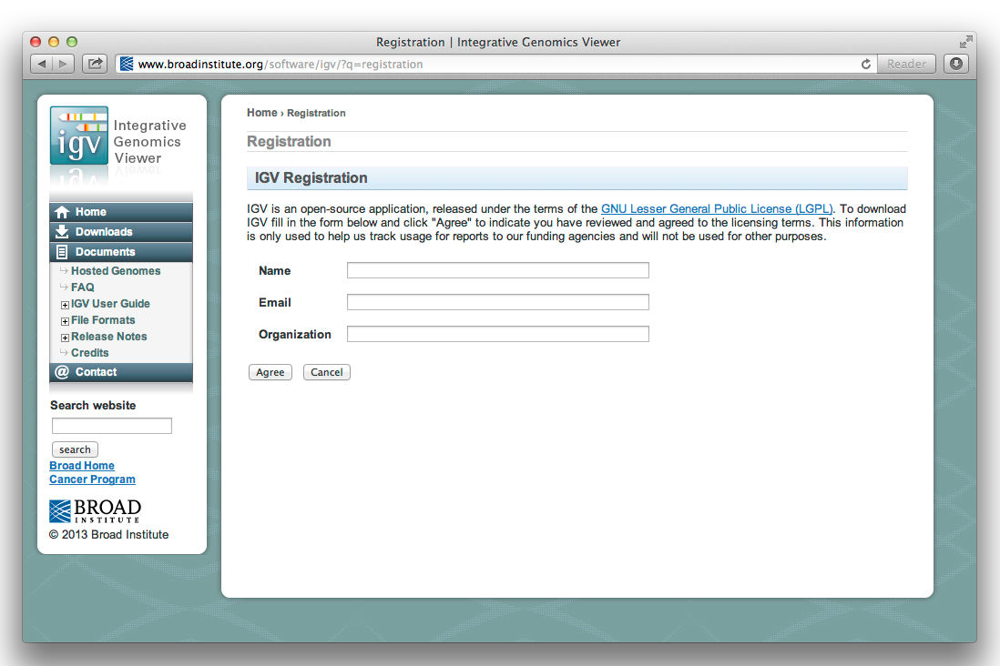 Registration | Integrative Genomics Viewer
www.broadinstitute.org/software/igv/?q=registration
Reader
igv
Integrative
Genomics
Viewer
Home
Downloads
Documents
Hosted Genomes
FAQ
IGV User Guide
File Formats
Release Notes
Credits
@ Contact
Search website
search
Broad Home
Cancer Program
BROAD
INSTITUTE
© 2013 Broad Institute
Home › Registration
Registration
IGV Registration
IGV is an open-source application, released under the terms of the GNU Lesser General Public License (LGPL). To download
IGV fill in the form below and click "Agree" to indicate you have reviewed and agreed to the licensing terms. This information
is only used to help us track usage for reports to our funding agencies and will not be used for other purposes.
Name
Email
Organization
Agree Cancel